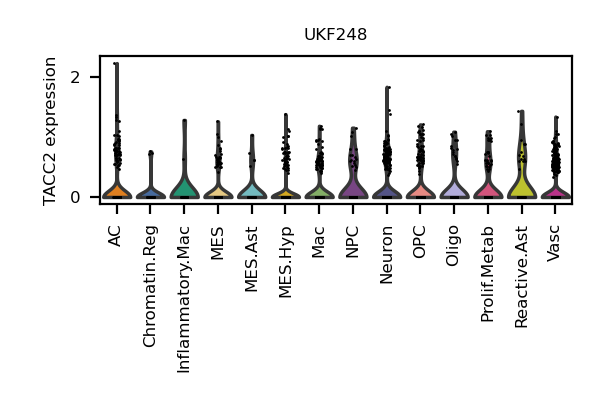 UKF248
TACC2 expression
2
0
AC
Chromatin.Reg
Inflammatory.Mac
MES
MES.Ast
MES.Hyp
Mac
NPC
Neuron
OPC
Oligo
Prolif.Metab
Reactive.Ast
Vasc